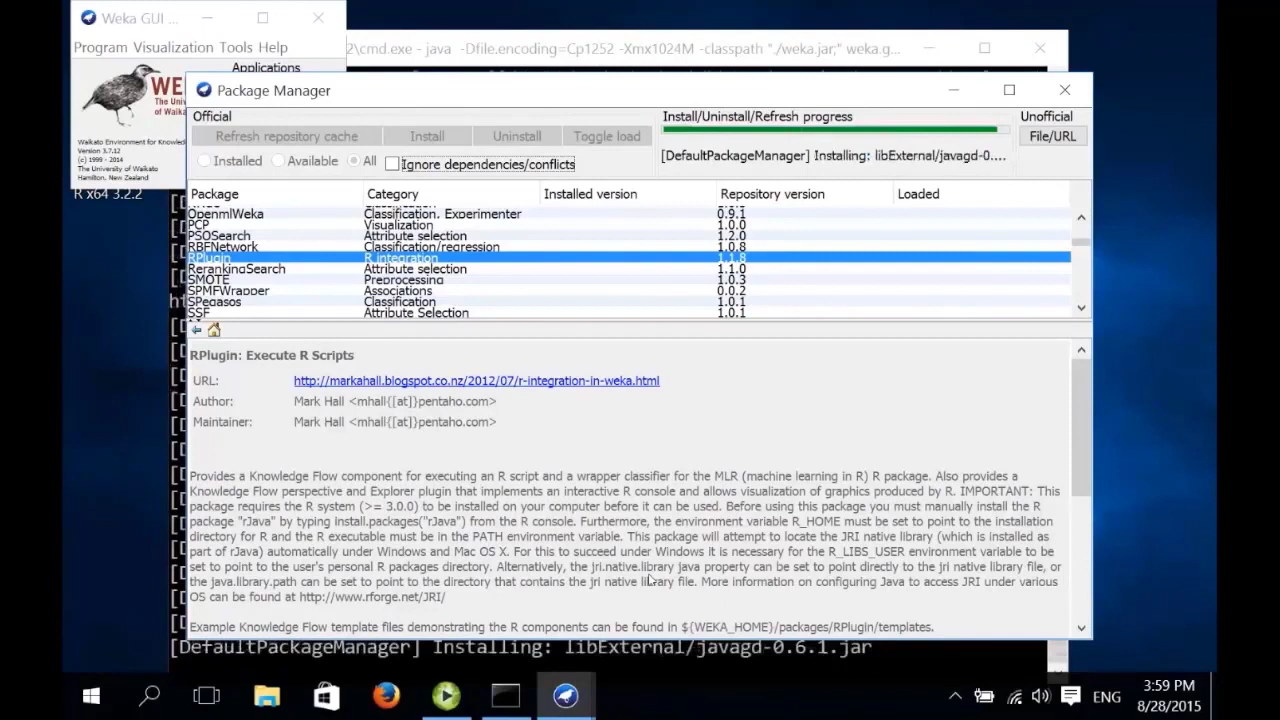 Weka GUI ...
Program Visualization Tools Help
Applications
WE
The Univ
of Waika
Waikato Environment for Knowled
Version 3.7.12
(c) 1999 - 2014
The University of Waikato
Hamilton, New Zealand
R x64 3.2.2
2\cmd.exe - java -Dfile.encoding=Cp1252 -Xmx1024M -classpath "./weka.jar;" weka.g...
Package Manager
Official
Refresh repository cache
Install
Uninstall
Toggle load
Installed
Available
All
Ignore dependencies/conflicts
Install/Uninstall/Refresh progress
[DefaultPackageManager] Installing: libExternal/javagd-0....
Unofficial
File/URL
Package Category Installed version Repository version Loaded
OpenmlWeka Classification, Experimenter 0.9.1
PCP Visualization 1.0.0
PSOSearch Attribute selection 1.2.0
RBFNetwork Classification/regression 1.0.8
RPlugin R integration 1.1.8
RerankingSearch Attribute selection 1.1.0
SMOTE Preprocessing 1.0.3
SPMFWrapper Associations 0.0.2
SPegasos Classification 1.0.1
SSF Attribute Selection 1.0.1
RPlugin: Execute R Scripts
URL: http://markahall.blogspot.co.nz/2012/07/r-integration-in-weka.html
Author: Mark Hall <mhall{[at]}pentaho.com>
Maintainer: Mark Hall <mhall{[at]}pentaho.com>
Provides a Knowledge Flow component for executing an R script and a wrapper classifier for the MLR (machine learning in R) R package. Also provides a
Knowledge Flow perspective and Explorer plugin that implements an interactive R console and allows visualization of graphics produced by R. IMPORTANT: This
package requires the R system (>= 3.0.0) to be installed on your computer before it can be used. Before using this package you must manually install the R
package "rJava" by typing install.packages("rJava") from the R console. Furthermore, the environment variable R_HOME must be set to point to the installation
directory for R and the R executable must be in the PATH environment variable. This package will attempt to locate the JRI native library (which is installed as
part of rJava) automatically under Windows and Mac OS X. For this to succeed under Windows it is necessary for the R_LIBS_USER environment variable to be
set to point to the user's personal R packages directory. Alternatively, the jri.native.library java property can be set to point directly to the jri native library file, or
the java.library.path can be set to point to the directory that contains the jri native library file. More information on configuring Java to access JRI under various
OS can be found at http://www.rforge.net/JRI/
Example Knowledge Flow template files demonstrating the R components can be found in ${WEKA_HOME}/packages/RPlugin/templates.
[DefaultPackageManager] Installing: libExternal/javagd-0.6.1.jar
ENG
3:59 PM
8/28/2015